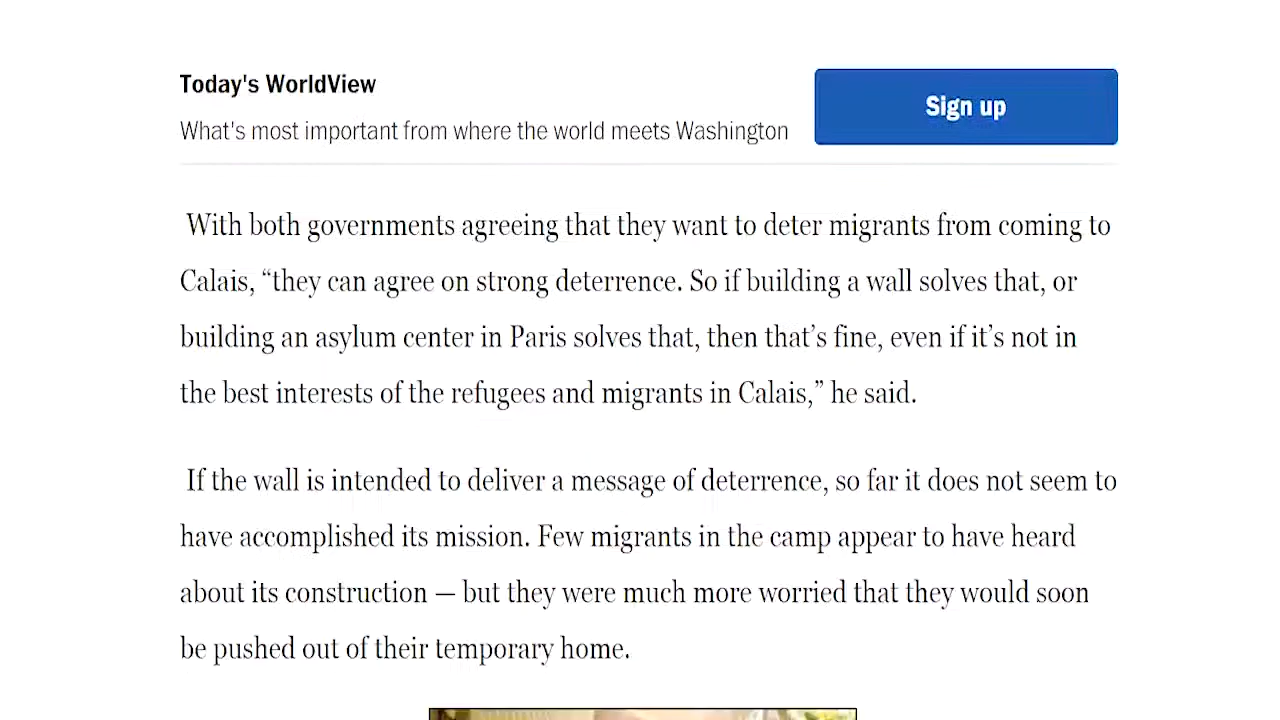 Today's WorldView
Sign up
What's most important from where the world meets Washington
With both governments agreeing that they want to deter migrants from coming to
Calais, “they can agree on strong deterrence. So if building a wall solves that, or
building an asylum center in Paris solves that, then that’s fine, even if it’s not in
the best interests of the refugees and migrants in Calais,” he said.
If the wall is intended to deliver a message of deterrence, so far it does not seem to
have accomplished its mission. Few migrants in the camp appear to have heard
about its construction — but they were much more worried that they would soon
be pushed out of their temporary home.